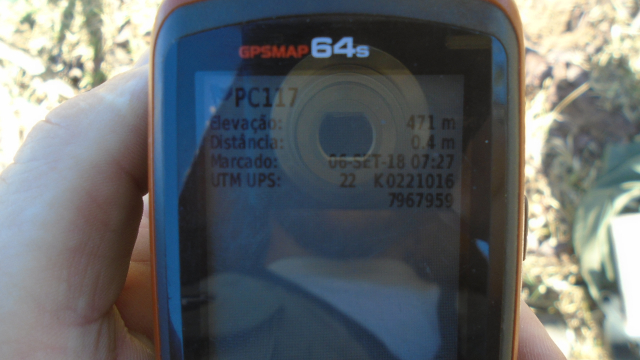 GPSMAP 64s
PC117
Elevação: 471 m
Distância: 0.4 m
Marcado: 06-SET-18 07:27
UTM UPS: 22 K 0221016
7967959